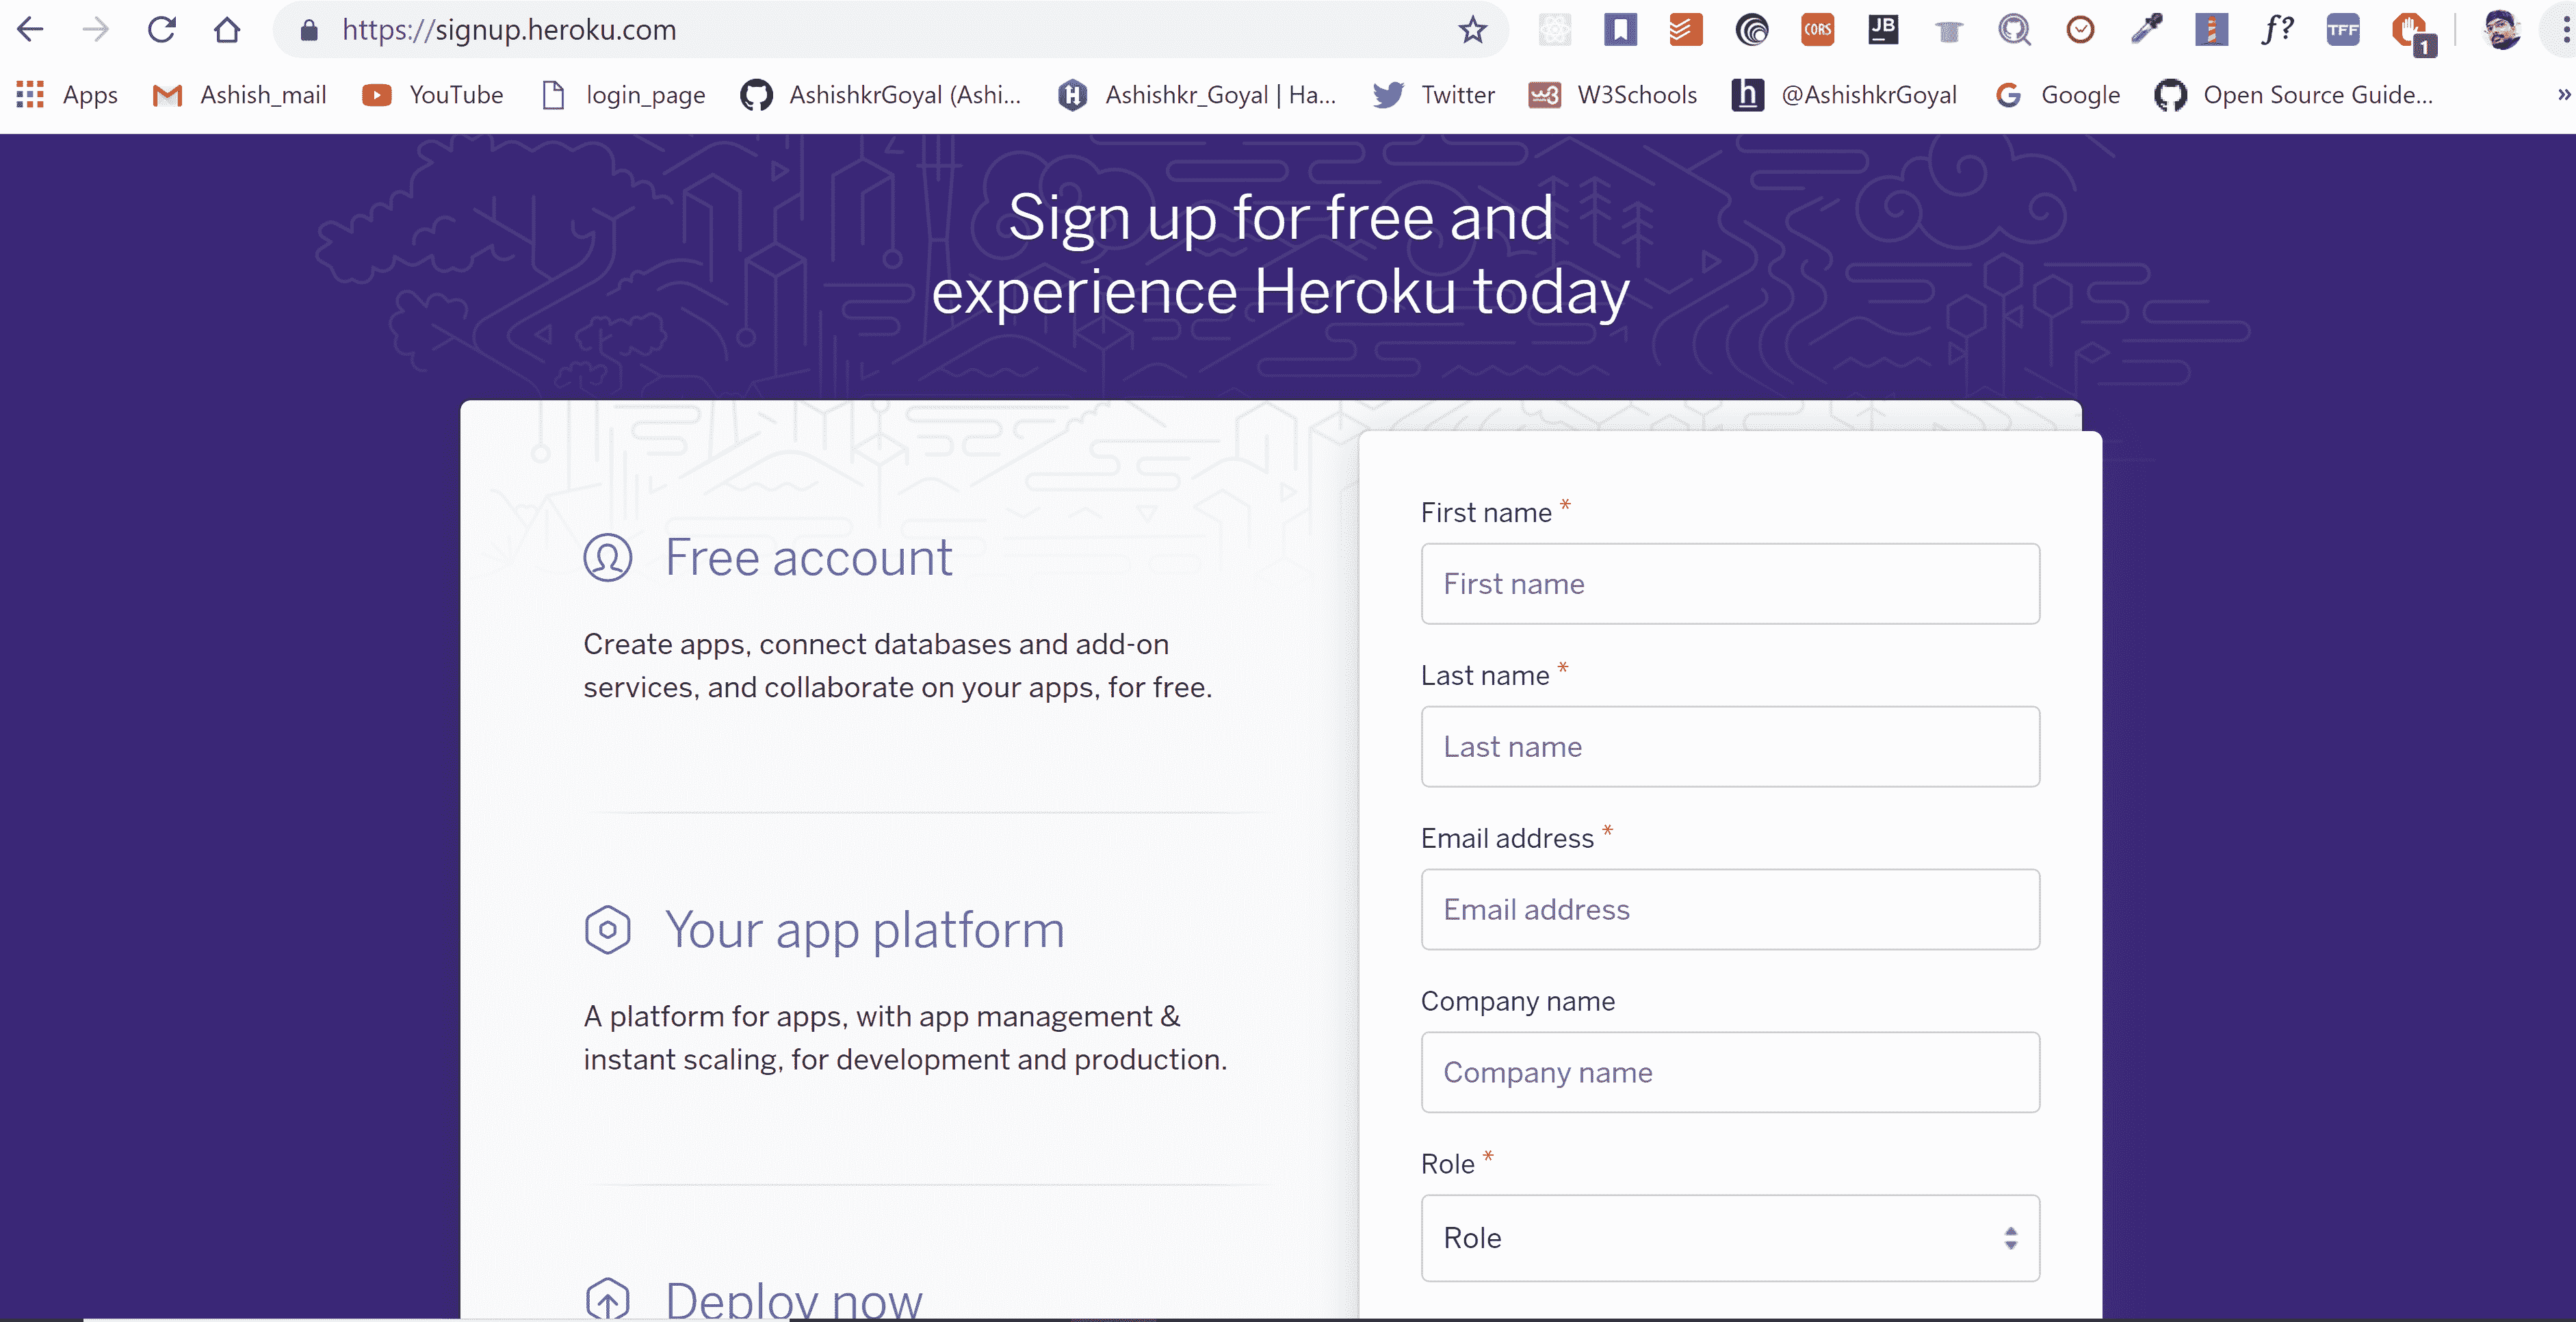 https://signup.heroku.com
CORS
JB
f?
TFF
1
Apps
Ashish_mail
YouTube
login_page
AshishkrGoyal (Ashi...
H
Ashishkr_Goyal | Ha...
Twitter
w3
W3Schools
h
@AshishkrGoyal
G
Google
Open Source Guide...
»
Sign up for free and
experience Heroku today
Free account
Create apps, connect databases and add-on
services, and collaborate on your apps, for free.
Your app platform
A platform for apps, with app management &
instant scaling, for development and production.
Deploy now
First name *
First name
Last name *
Last name
Email address *
Email address
Company name
Company name
Role *
Role